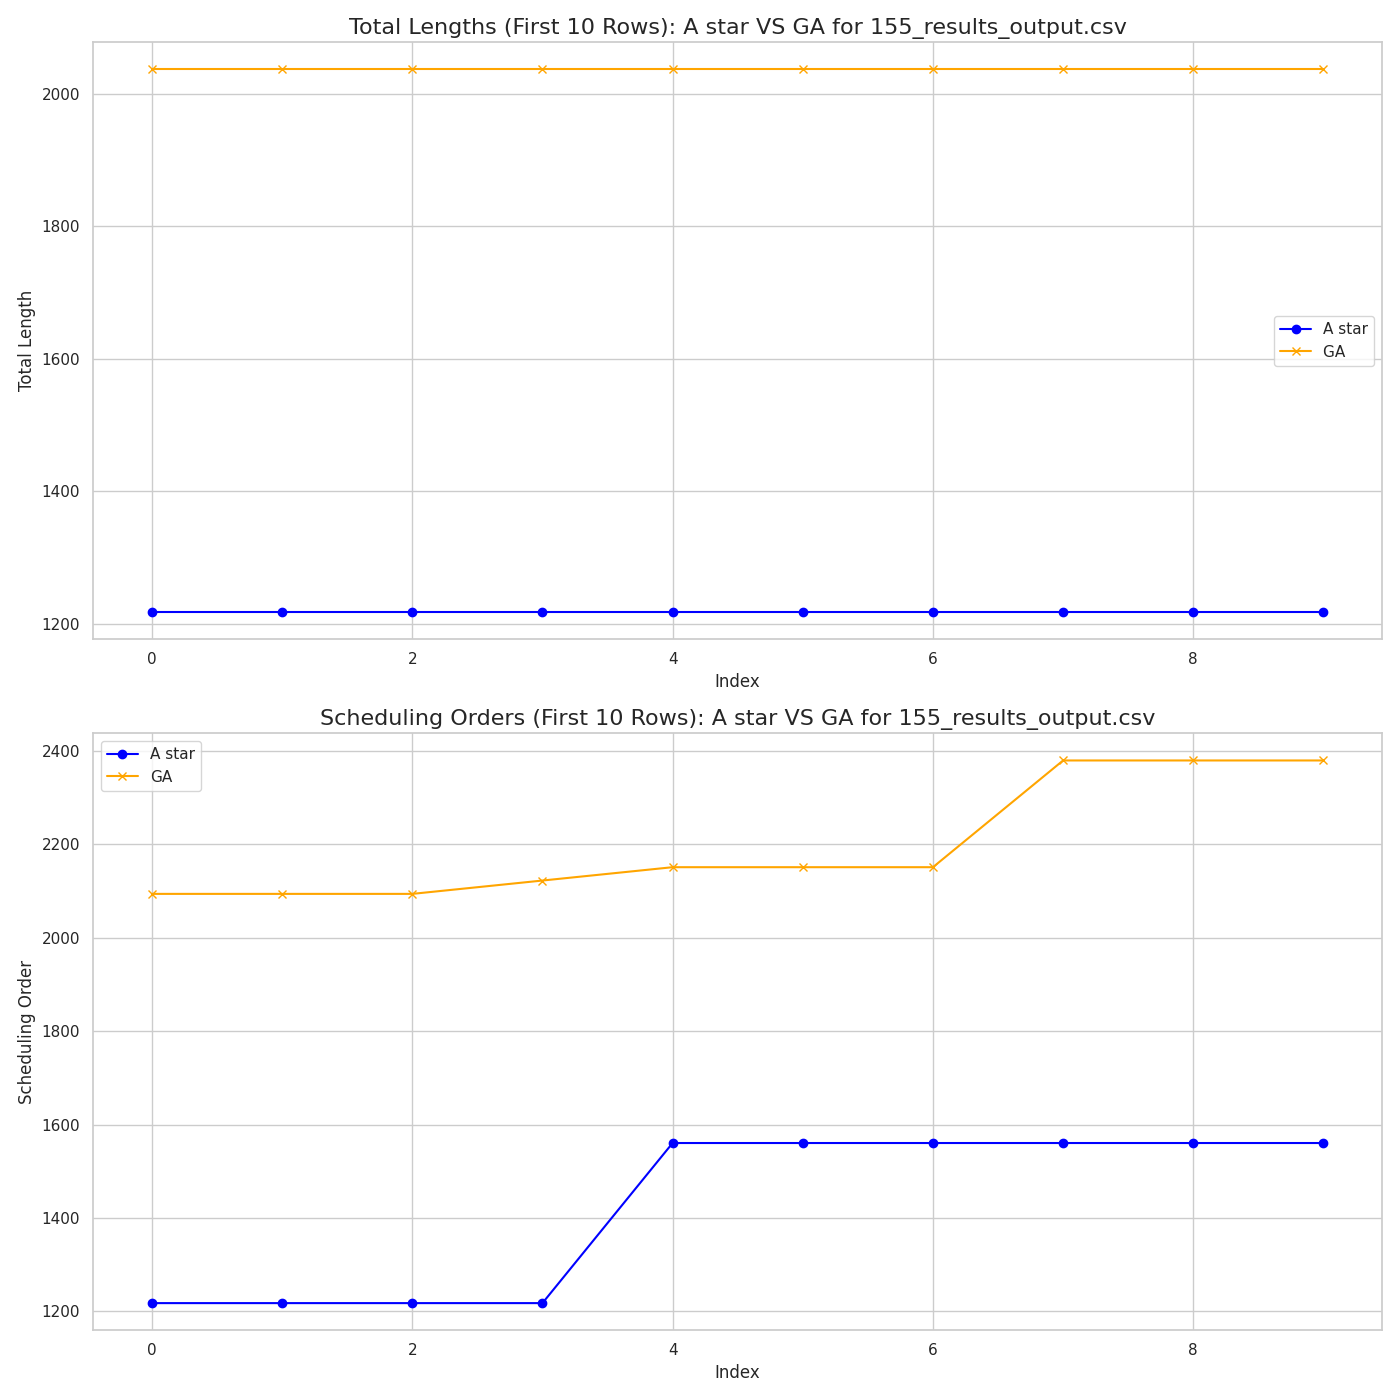 Total Lengths (First 10 Rows): A star VS GA for 155_results_output.csv
2000
1800
1600
1400
1200
Total Length
A star
GA
0 2 4 6 8
Index
Scheduling Orders (First 10 Rows): A star VS GA for 155_results_output.csv
A star
GA
2400
2200
2000
1800
1600
1400
1200
Scheduling Order
0 2 4 6 8
Index